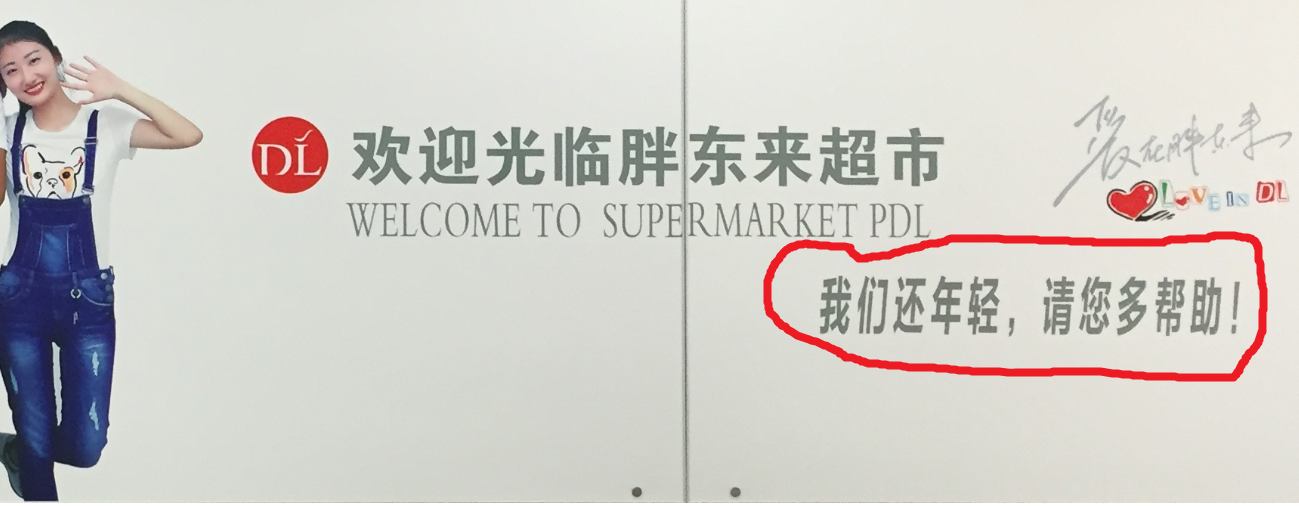 DL 欢迎光临胖东来超市
WELCOME TO SUPERMARKET PDL
爱在胖东来
LOVE IN DL
我们还年轻，请您多帮助！